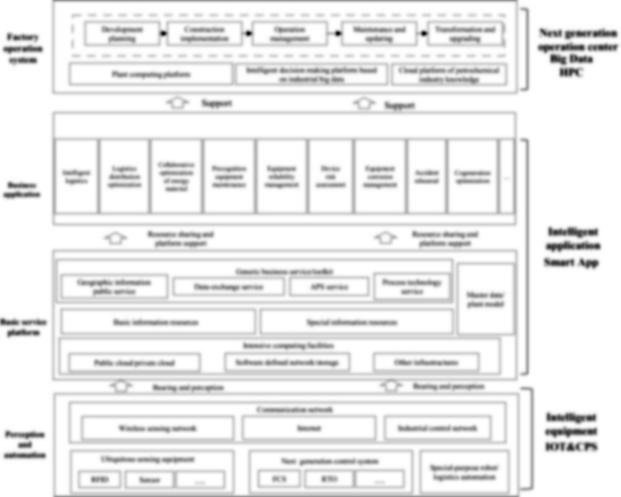 Factory
operation
system
Development
planning
Construction
implementation
Operation
management
Maintenance and
updating
Transformation and
upgrading
Plant computing platform
Intelligent decision making platform based
on industrial big data
Cloud platform of petrochemical
industry knowledge
Next generation
operation center
Big Data
HPC
Support
Support
Business
application
Intelligent
logistics
Logistics
distribution
optimization
Collaborative
optimization
of energy
material
equipment
maintenance
Equipment
reliability
management
Device
risk
assessment
Equipment
corrosion
management
Accident
rehearsal
Cogeneration
optimization
...
Resource sharing and
platform support
Resource sharing and
platform support
Intelligent
application
Smart App
Basic service
platform
Generic business service/toolkit
Geographic information
public service
Data exchange service
APS service
Process technology
service
Master data/
plant model
Basic information resources
Special information resources
Intensive computing facilities
Public cloud/private cloud
Software defined network storage
Other infrastructures
Bearing and perception
Bearing and perception
Perception
and
automation
Communication network
Wireless sensing network
Internet
Industrial control network
Ubiquitous sensing equipment
RFID
Sensor
......
Next generation control system
FCS
RTO
......
Special-purpose robot/
logistics automation
Intelligent
equipment
IOT&CPS